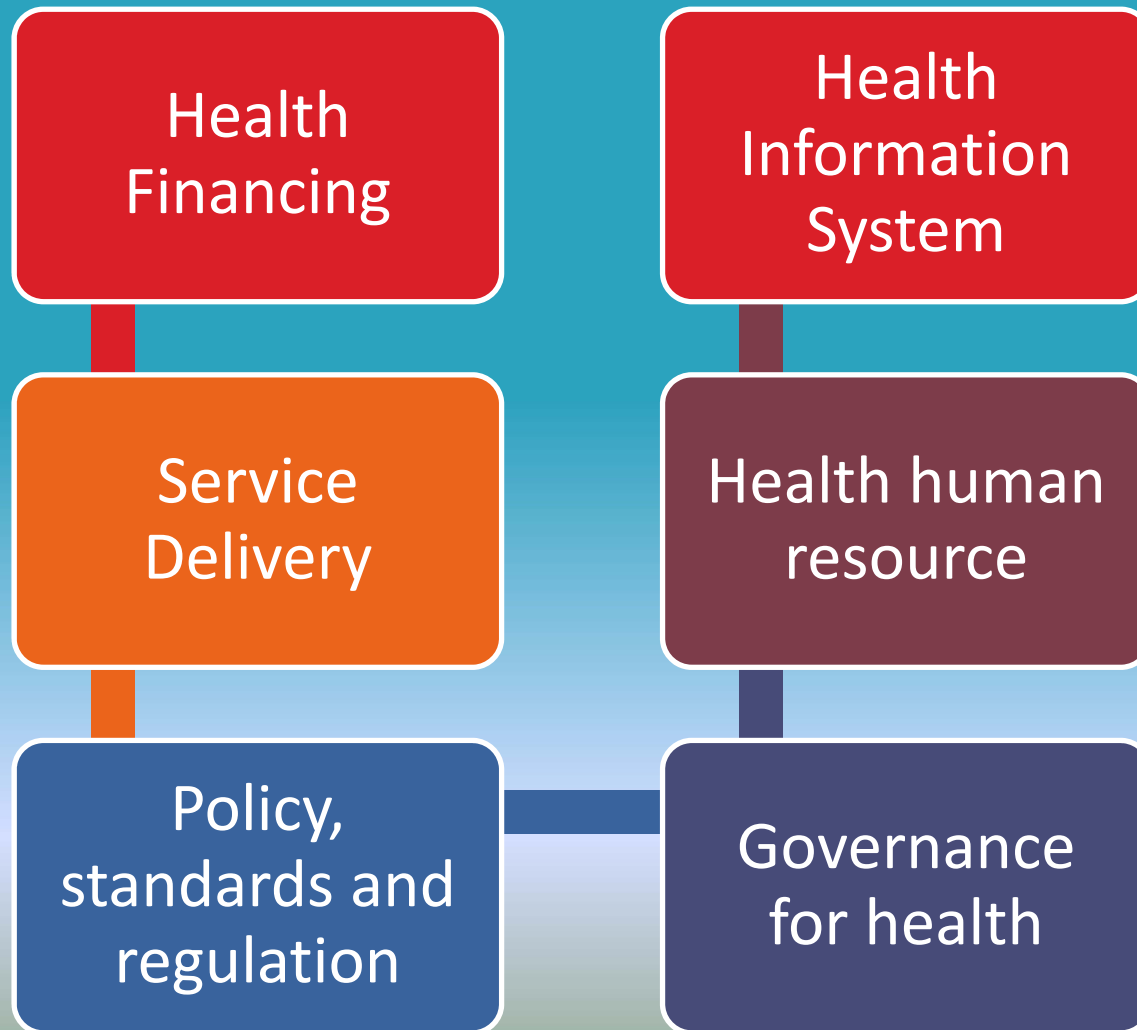 Health
Financing
Service
Delivery
Policy,
standards and
regulation
Governance
for health
Health human
resource
Health
Information
System